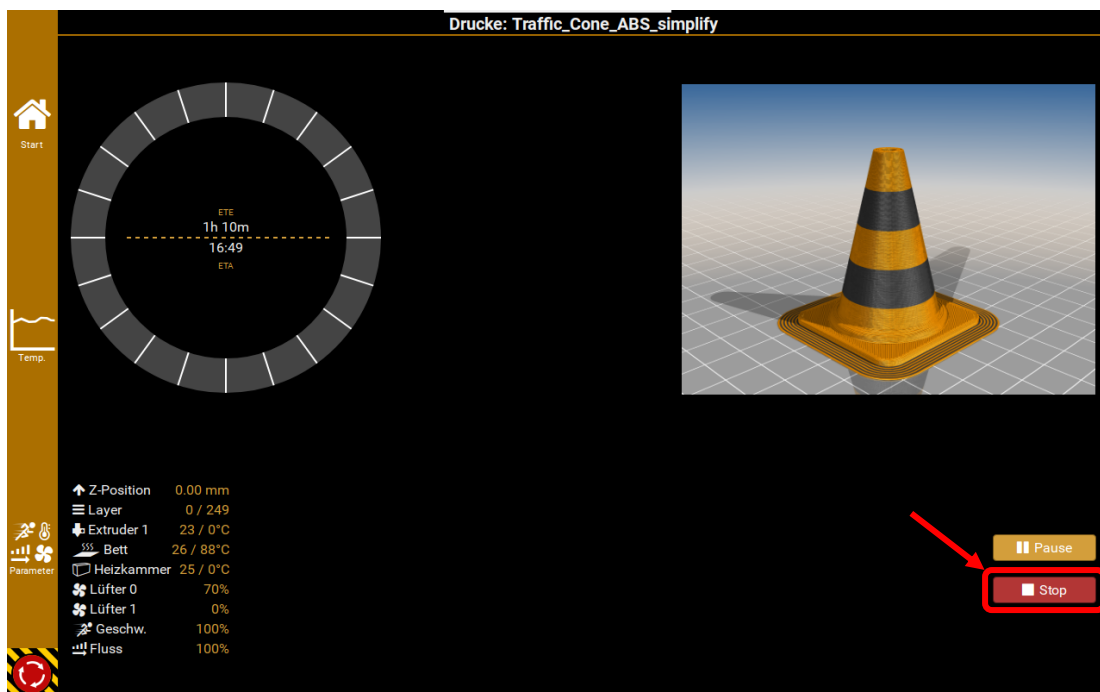 Drucke: Traffic_Cone_ABS_simplify
Start
ETE
1h 10m
16:49
ETA
Temp.
Z-Position 0.00 mm
Layer 0 / 249
Extruder 1 23 / 0°C
Bett 26 / 88°C
Heizkammer 25 / 0°C
Lüfter 0 70%
Lüfter 1 0%
Geschw. 100%
Fluss 100%
Parameter
Pause
Stop